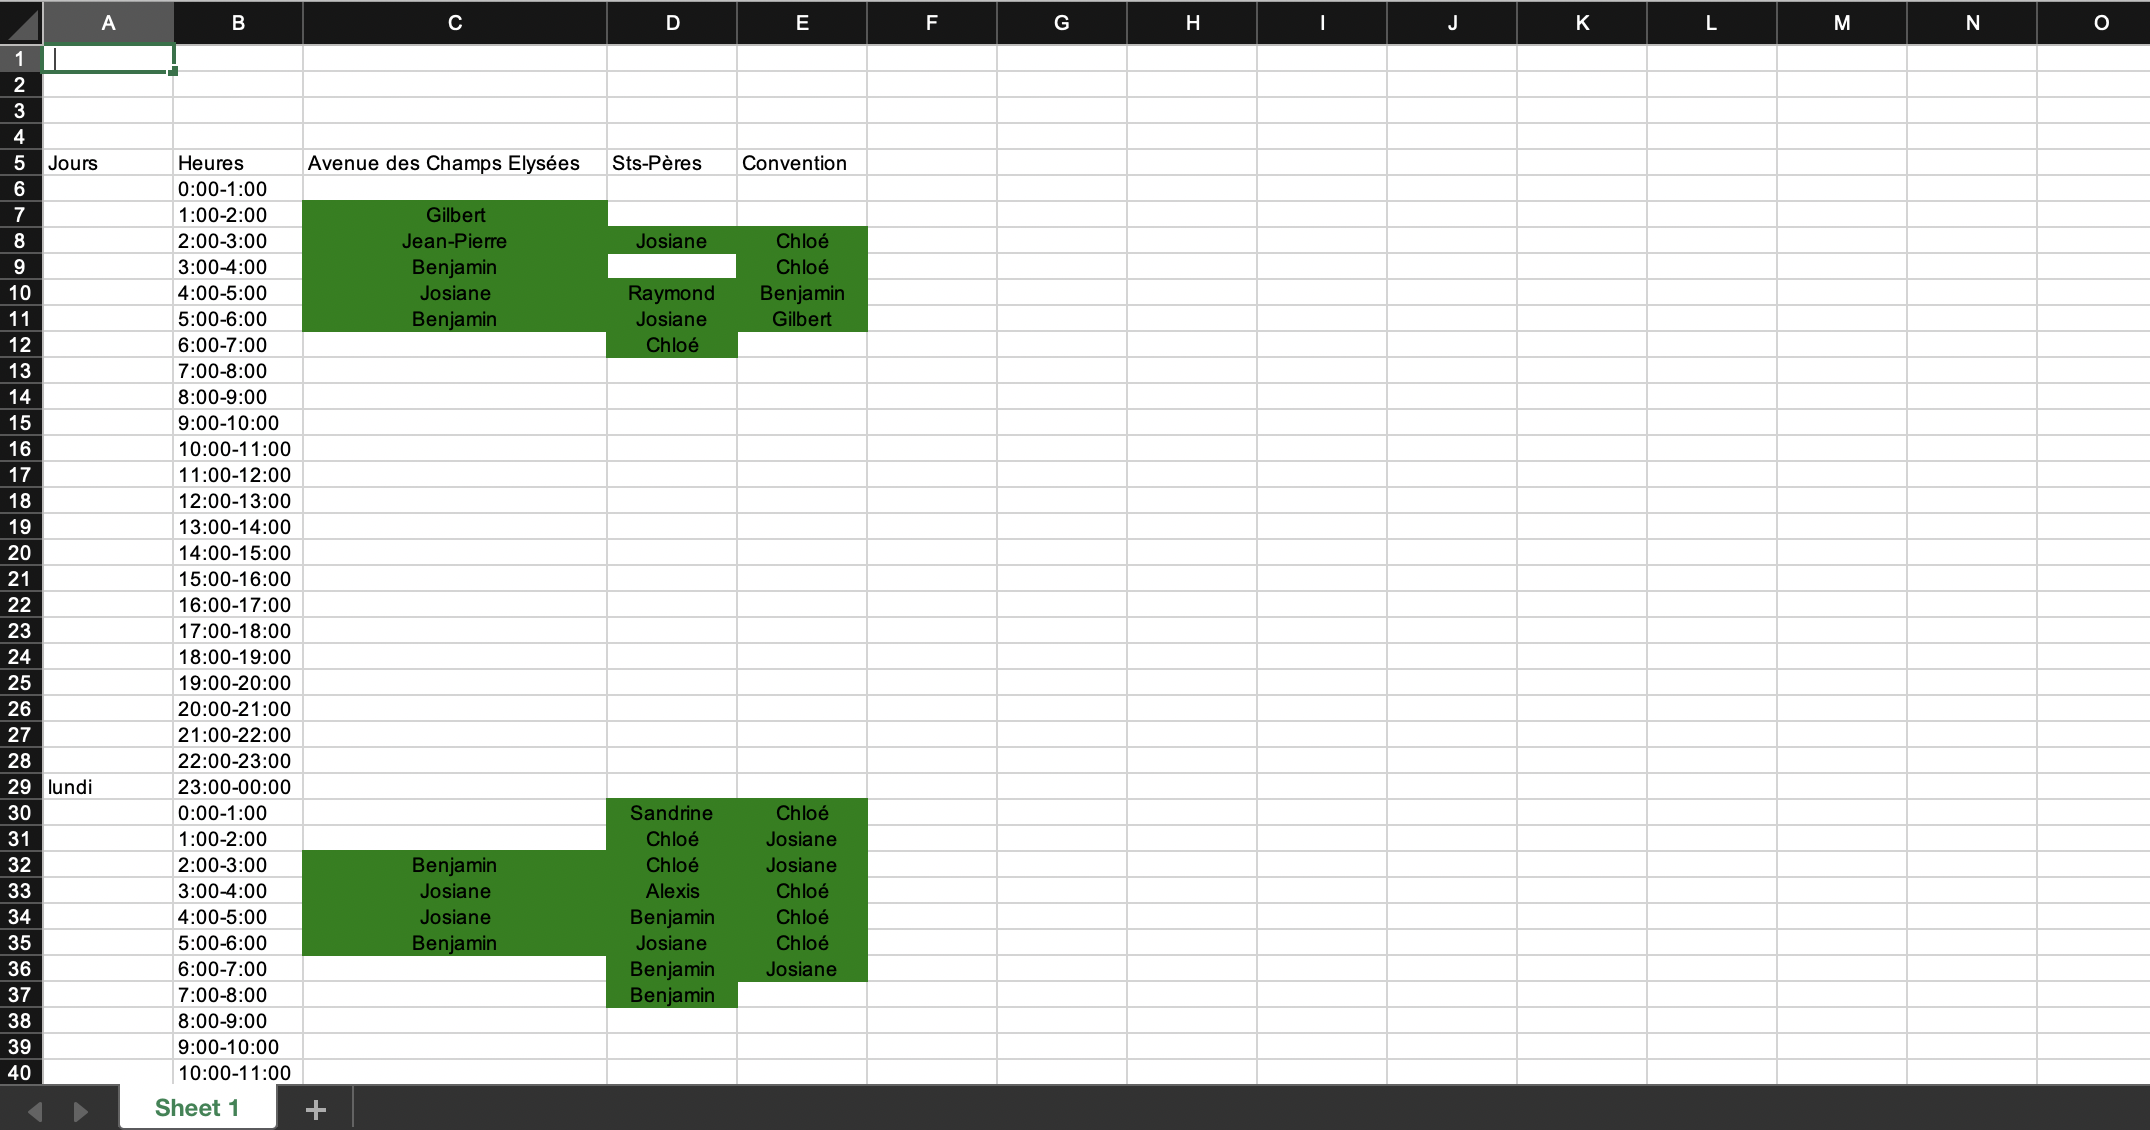 A B C D E F G H I J K L M N O
1
2
3
4
5 Jours Heures Avenue des Champs Elysées Sts-Pères Convention
6 0:00-1:00
7 1:00-2:00 Gilbert
8 2:00-3:00 Jean-Pierre Josiane Chloé
9 3:00-4:00 Benjamin Chloé
10 4:00-5:00 Josiane Raymond Benjamin
11 5:00-6:00 Benjamin Josiane Gilbert
12 6:00-7:00 Chloé
13 7:00-8:00
14 8:00-9:00
15 9:00-10:00
16 10:00-11:00
17 11:00-12:00
18 12:00-13:00
19 13:00-14:00
20 14:00-15:00
21 15:00-16:00
22 16:00-17:00
23 17:00-18:00
24 18:00-19:00
25 19:00-20:00
26 20:00-21:00
27 21:00-22:00
28 22:00-23:00
29 lundi 23:00-00:00
30 0:00-1:00 Sandrine Chloé
31 1:00-2:00 Chloé Josiane
32 2:00-3:00 Benjamin Chloé Josiane
33 3:00-4:00 Josiane Alexis Chloé
34 4:00-5:00 Josiane Benjamin Chloé
35 5:00-6:00 Benjamin Josiane Chloé
36 6:00-7:00 Benjamin Josiane
37 7:00-8:00 Benjamin
38 8:00-9:00
39 9:00-10:00
40 10:00-11:00
Sheet 1 +